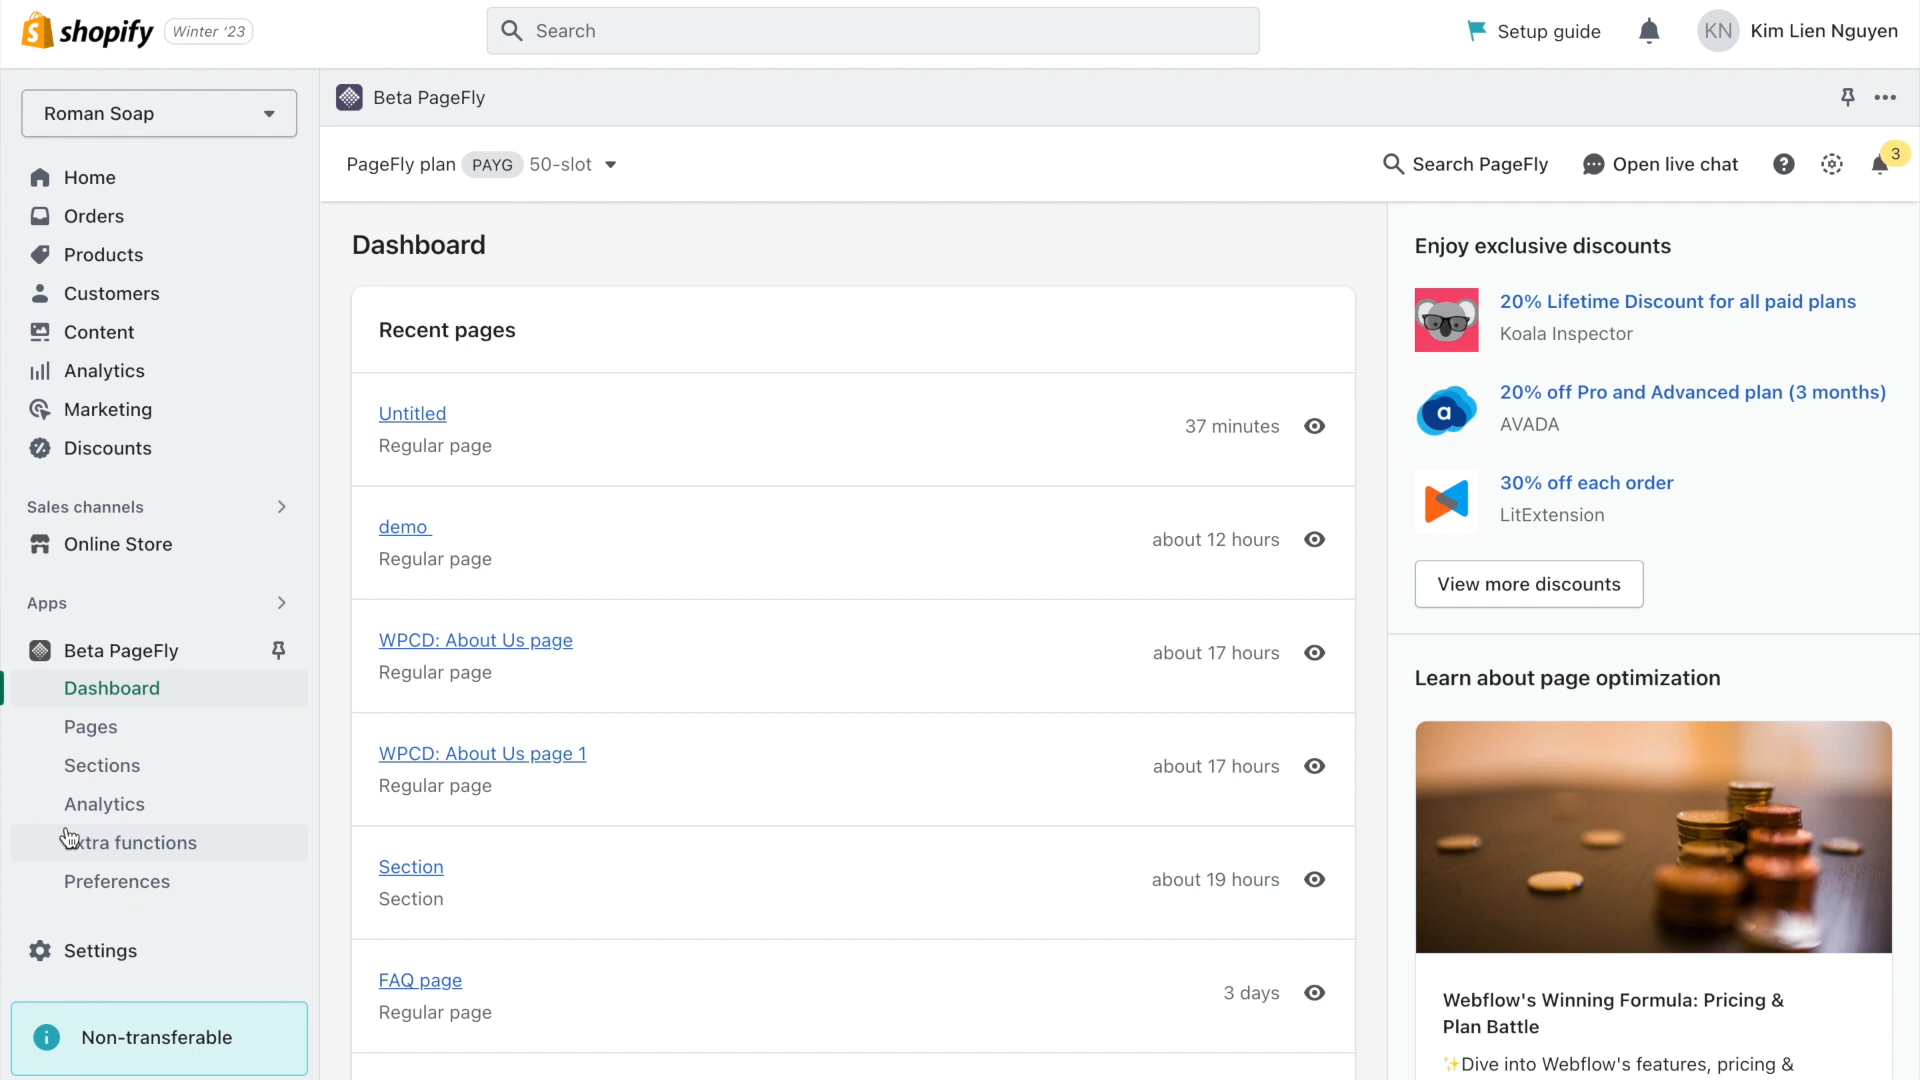 shopify
Winter '23
Search
Setup guide
KN
Kim Lien Nguyen
Roman Soap
Home
Orders
Products
Customers
Content
Analytics
Marketing
Discounts
Sales channels
Online Store
Apps
Beta PageFly
Dashboard
Pages
Sections
Analytics
xtra functions
Preferences
Settings
Non-transferable
Beta PageFly
PageFly plan PAYG 50-slot
Search PageFly
Open live chat
3
Dashboard
Recent pages
Untitled
Regular page
37 minutes
demo
Regular page
about 12 hours
WPCD: About Us page
Regular page
about 17 hours
WPCD: About Us page 1
Regular page
about 17 hours
Section
Section
about 19 hours
FAQ page
Regular page
3 days
Enjoy exclusive discounts
20% Lifetime Discount for all paid plans
Koala Inspector
a
20% off Pro and Advanced plan (3 months)
AVADA
30% off each order
LitExtension
View more discounts
Learn about page optimization
Webflow's Winning Formula: Pricing &
Plan Battle
✨Dive into Webflow's features, pricing &